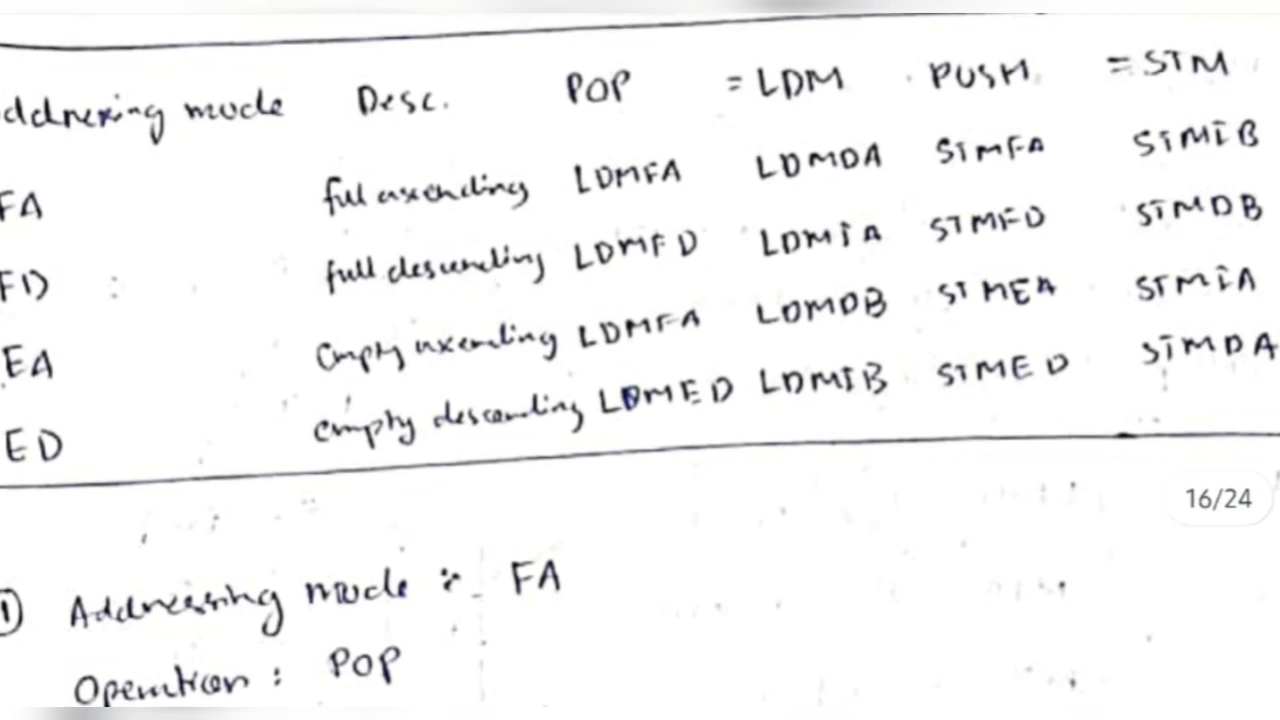 ddressing mode Desc. POP = LDM PUSH = STM
FA full ascending LDMFA LDMDA STMFA STMIB
FD : full descending LDMFD LDMIA STMFD STMDB
EA Empty ascending LDMFA LDMDB STMEA STMIA
ED empty descending LDMED LDMIB STMED STMDA
16/24
① Addressing mode : FA
Operation : POP